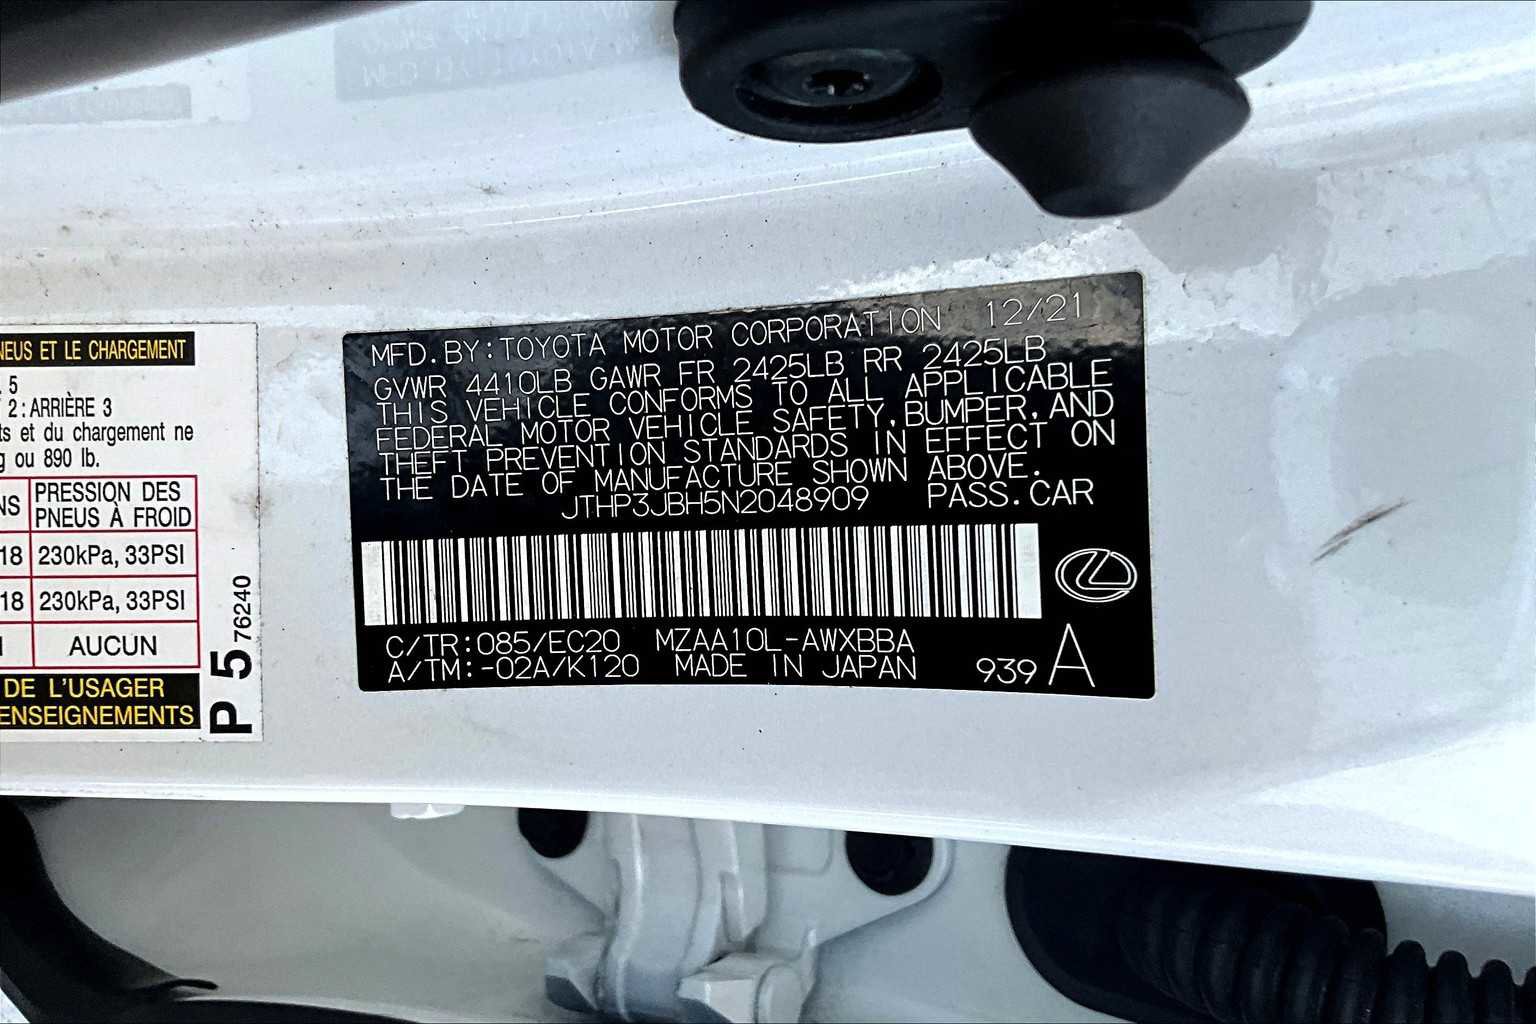 NEUS ET LE CHARGEMENT
5
2 : ARRIÈRE 3
ts et du chargement ne
g ou 890 lb.
NS PRESSION DES PNEUS À FROID
18 230kPa, 33PSI
18 230kPa, 33PSI
AUCUN
DE L'USAGER
ENSEIGNEMENTS
P 5 76240
MFD. BY: TOYOTA MOTOR CORPORATION 12/21
GVWR 4410LB GAWR FR 2425LB RR 2425LB
THIS VEHICLE CONFORMS TO ALL APPLICABLE
FEDERAL MOTOR VEHICLE SAFETY, BUMPER, AND
THEFT PREVENTION STANDARDS IN EFFECT ON
THE DATE OF MANUFACTURE SHOWN ABOVE.
JTHP3JBH5N2048909 PASS. CAR
C/TR: 085/EC20 MZAA10L-AWXBBA
A/TM: -02A/K120 MADE IN JAPAN 939 A